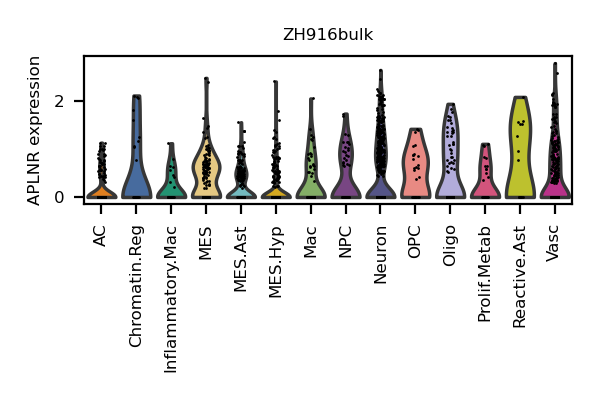 ZH916bulk
APLNR expression
2
0
AC
Chromatin.Reg
Inflammatory.Mac
MES
MES.Ast
MES.Hyp
Mac
NPC
Neuron
OPC
Oligo
Prolif.Metab
Reactive.Ast
Vasc